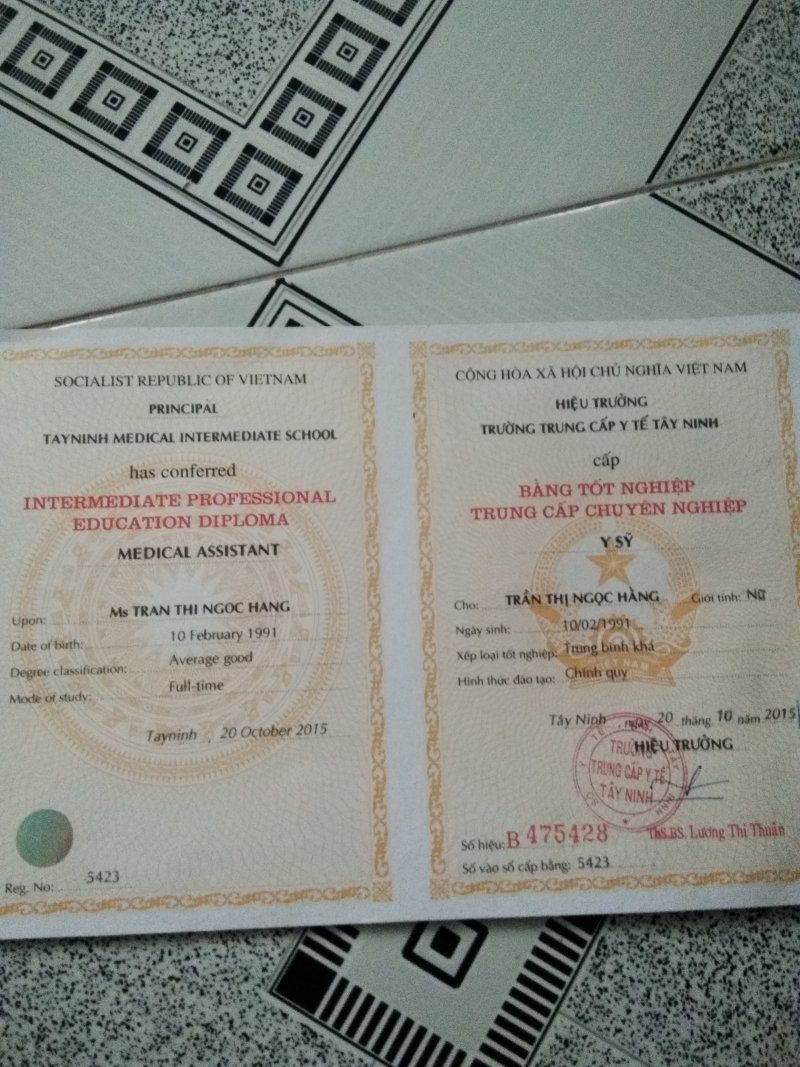 SOCIALIST REPUBLIC OF VIETNAM
PRINCIPAL
TAYNINH MEDICAL INTERMEDIATE SCHOOL
has conferred
INTERMEDIATE PROFESSIONAL
EDUCATION DIPLOMA
MEDICAL ASSISTANT
Upon: Ms TRAN THI NGOC HANG
Date of birth: 10 February 1991
Degree classification: Average good
Mode of study: Full-time
Tayninh, 20 October 2015
Reg. No: 5423
CỘNG HÒA XÃ HỘI CHỦ NGHĨA VIỆT NAM
HIỆU TRƯỞNG
TRƯỜNG TRUNG CẤP Y TẾ TÂY NINH
cấp
BẰNG TỐT NGHIỆP
TRUNG CẤP CHUYÊN NGHIỆP
Y SỸ
Cho: TRẦN THỊ NGỌC HẰNG Giới tính: Nữ
Ngày sinh: 10/02/1991
Xếp loại tốt nghiệp: Trung bình khá
Hình thức đào tạo: Chính quy
Tây Ninh, ngày 20 tháng 10 năm 2015
HIỆU TRƯỞNG
TRƯỜNG
TRUNG CẤP Y TẾ
TÂY NINH
Số hiệu: B 475428 ThS.BS. Lương Thị Thuận
Số vào sổ cấp bằng: 5423